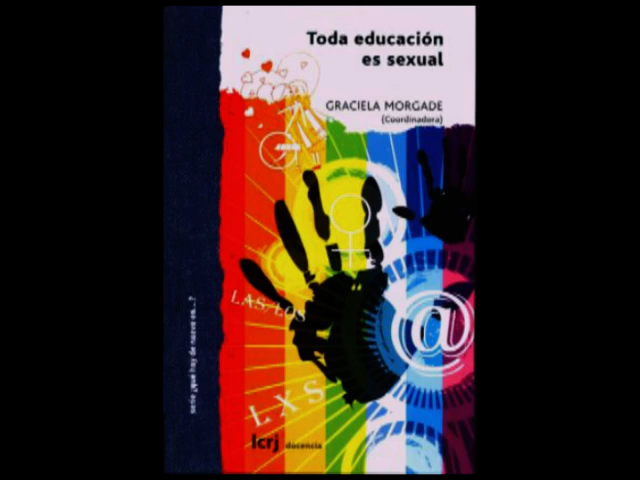 Toda educación
es sexual
GRACIELA MORGADE
(Coordinadora)
LAS/LOS
@
LXS
lcrj docencia
serie ¿qué hay de nuevo en...?